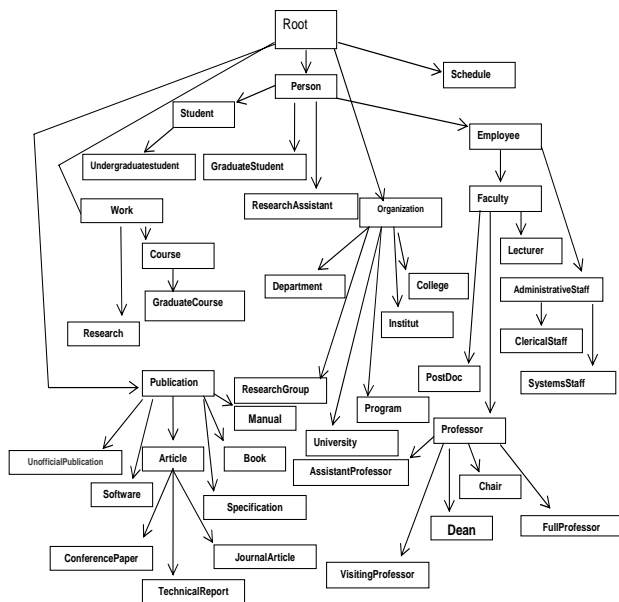 Root
Schedule
Person
Student
Employee
Undergraduatestudent
GraduateStudent
Faculty
ResearchAssistant
Organization
Work
Lecturer
Course
College
Department
AdministrativeStaff
GraduateCourse
Institut
Research
ClericalStaff
PostDoc
SystemsStaff
Publication
ResearchGroup
Manual
Program
Professor
University
UnofficialPublication
Article
Book
AssistantProfessor
Chair
Software
Specification
Dean
FullProfessor
ConferencePaper
JournalArticle
VisitingProfessor
TechnicalReport